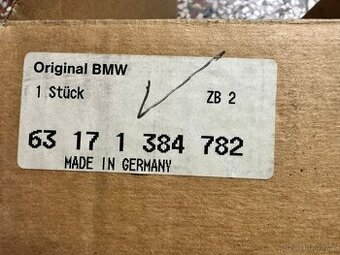 Original BMW
1 Stück ZB 2
63 17 1 384 782
MADE IN GERMANY